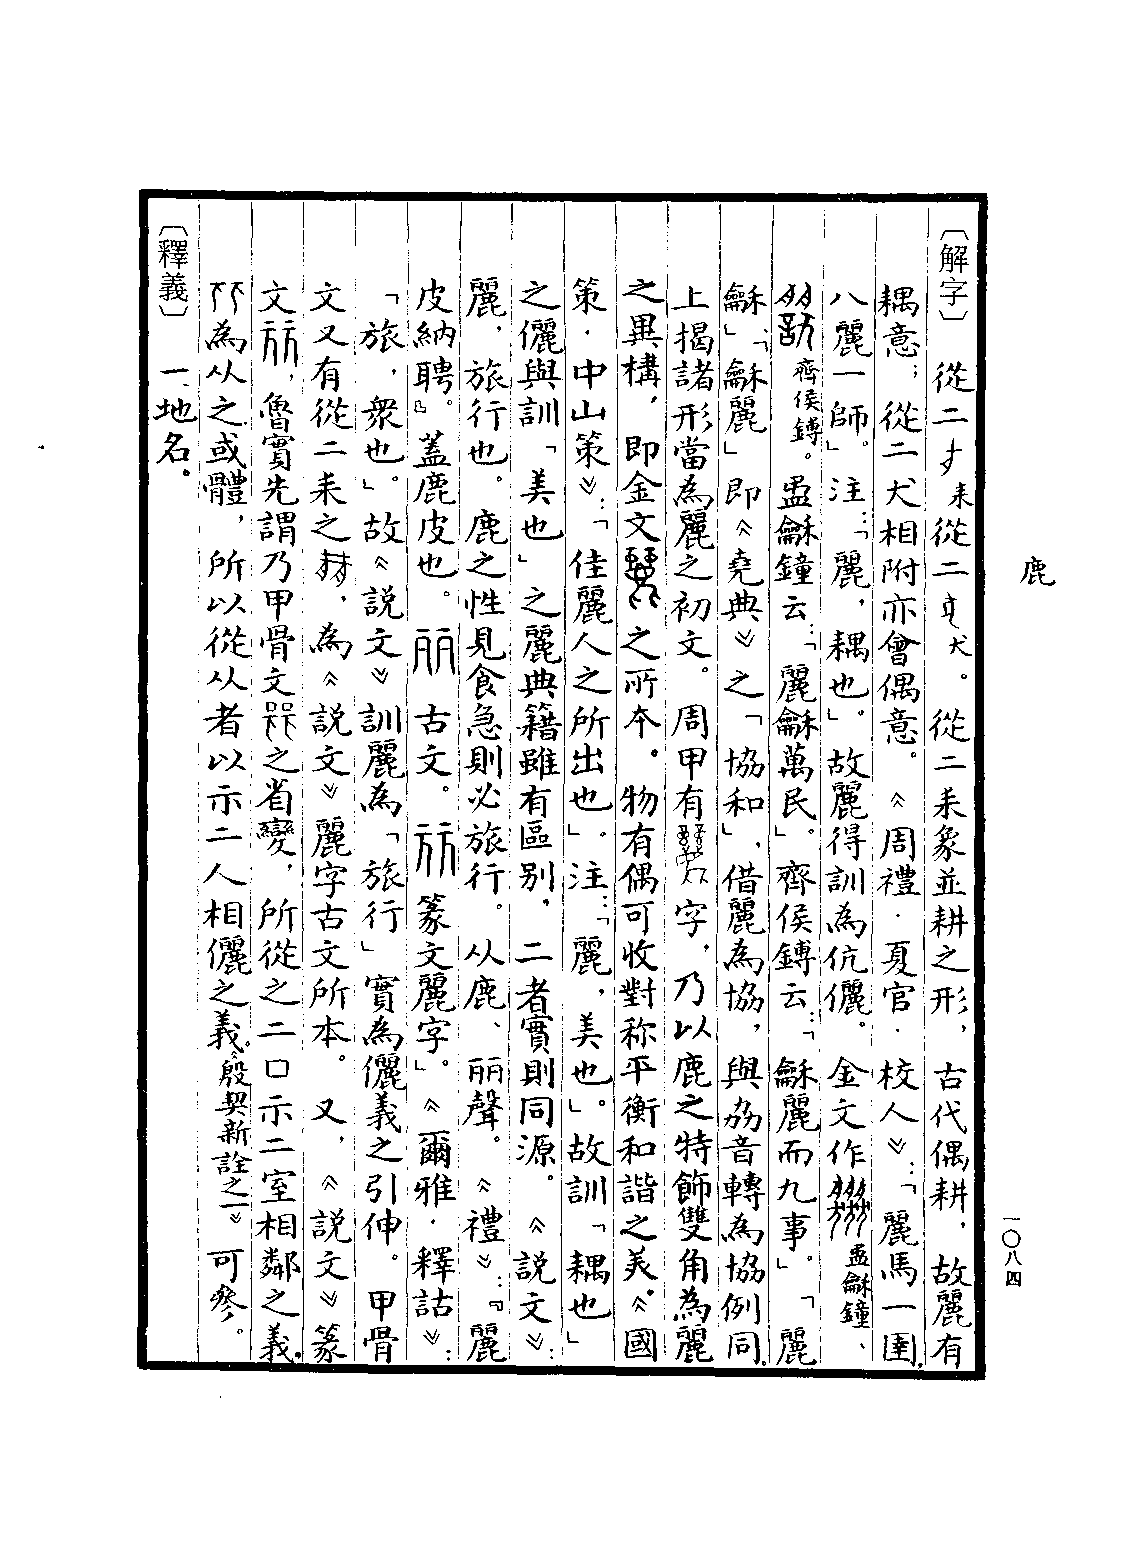 鹿
一〇八四
〔解字〕從二耒從二犬。從二耒象並耕之形，古代偶耕，故麗有
耦意；從二犬相附亦會偶意。《周禮·夏官·校人》：「麗馬一圉，
八麗一師。」注：「麗，耦也」。故麗得訓為伉儷。金文作盠龢鐘、
齊侯鎛。盠龢鐘云：「麗龢萬民」。齊侯鎛云：「龢麗而九事」。「麗
龢」、「龢麗」即《堯典》之「協和」，借麗為協，與劦音轉為協例同。
上揭諸形當為麗之初文。周甲有字，乃以鹿之特飾雙角為麗
之異構，即金文之所本。物有偶可收對称平衡和諧之美。《國
策·中山策》：「佳麗人之所出也」。注：「麗，美也」。故訓「耦也」
之儷與訓「美也」之麗典籍雖有區别，二者實則同源。《說文》：
麗，旅行也。鹿之性見食急則必旅行。从鹿、丽聲。《禮》：『麗
皮納聘。』蓋鹿皮也。古文。篆文麗字」。《爾雅·釋詁》：
「旅，衆也。」故《說文》訓麗為「旅行」實為儷義之引伸。甲骨
文又有從二耒之，為《說文》麗字古文所本。又，《說文》篆
文，魯實先謂乃甲骨文之省變，所從之二口示二室相鄰之義。
為从之或體，所以從从者以示二人相儷之義。殷契新詮之一》可參。
〔釋義〕一、地名。